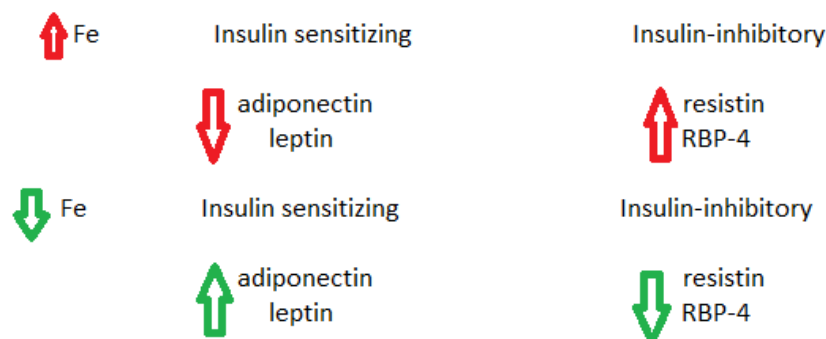 Fe Insulin sensitizing Insulin-inhibitory
adiponectin resistin
leptin RBP-4
Fe Insulin sensitizing Insulin-inhibitory
adiponectin resistin
leptin RBP-4